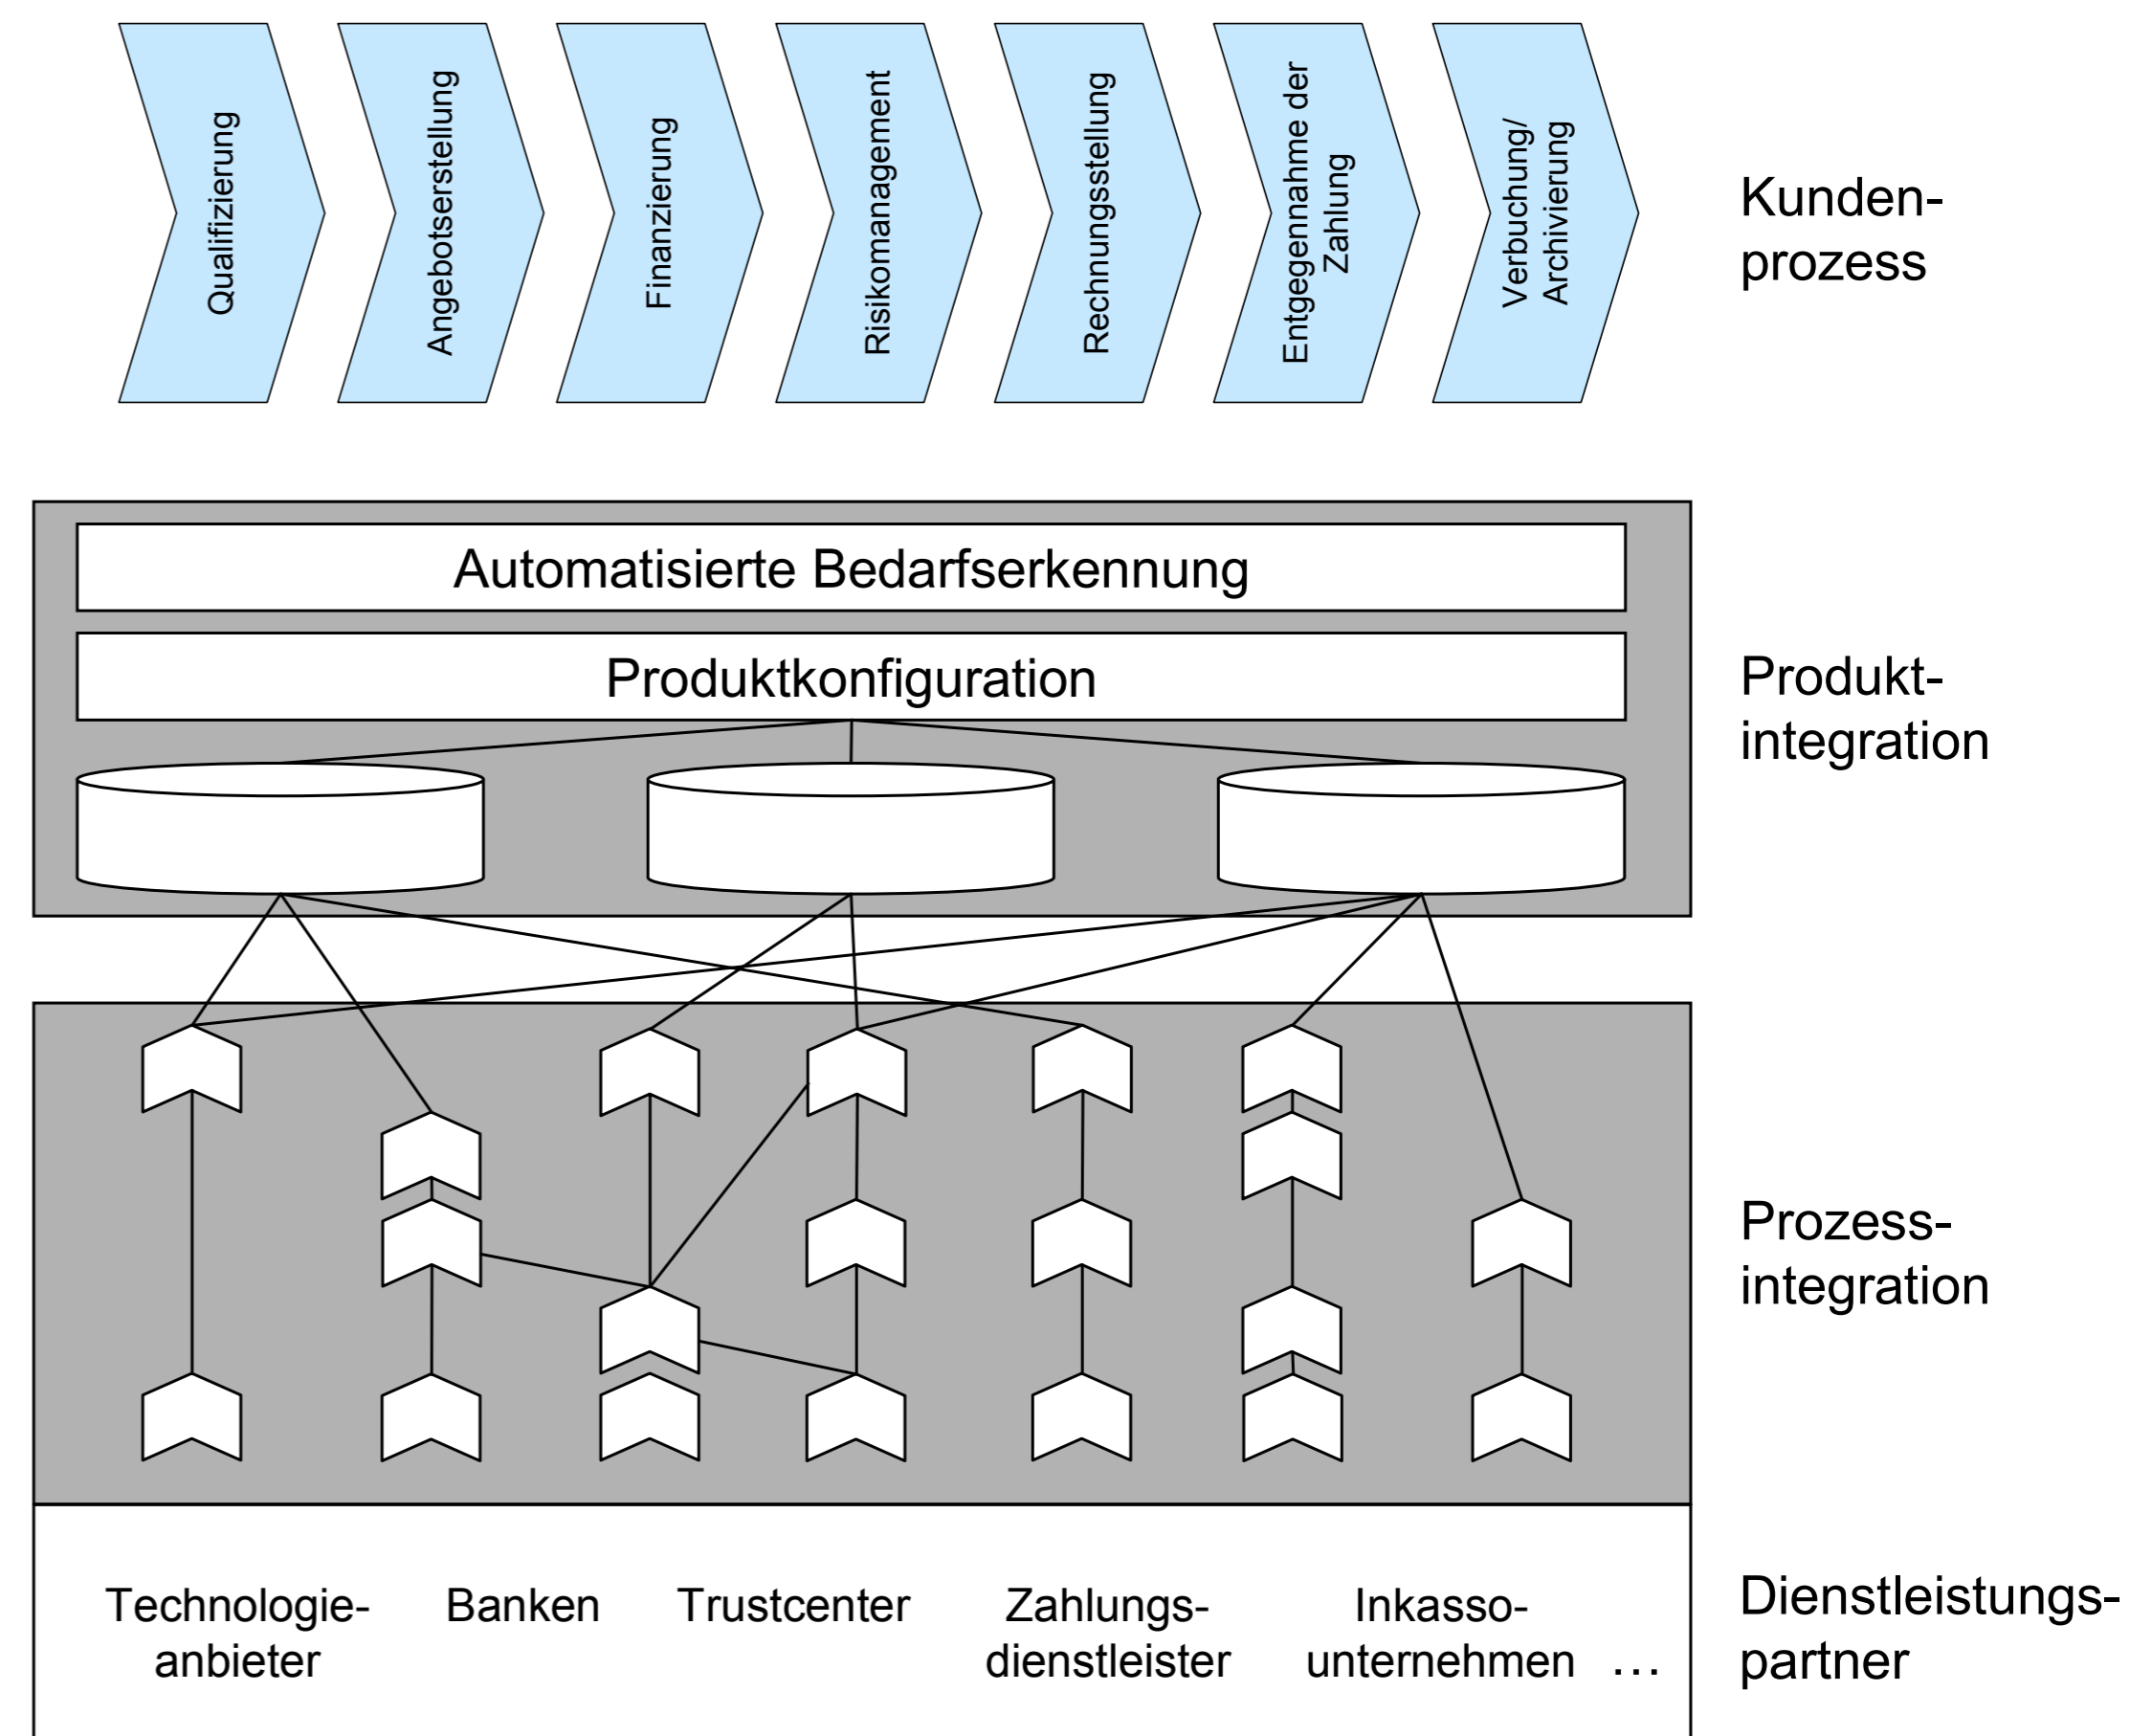 Qualifizierung
Angebotserstellung
Finanzierung
Risikomanagement
Rechnungsstellung
Entgegennahme der
Zahlung
Verbuchung/
Archivierung
Kunden-
prozess
Automatisierte Bedarfserkennung
Produktkonfiguration
Produkt-
integration
Prozess-
integration
Technologie-
anbieter
Banken
Trustcenter
Zahlungs-
dienstleister
Inkasso-
unternehmen
...
Dienstleistungs-
partner